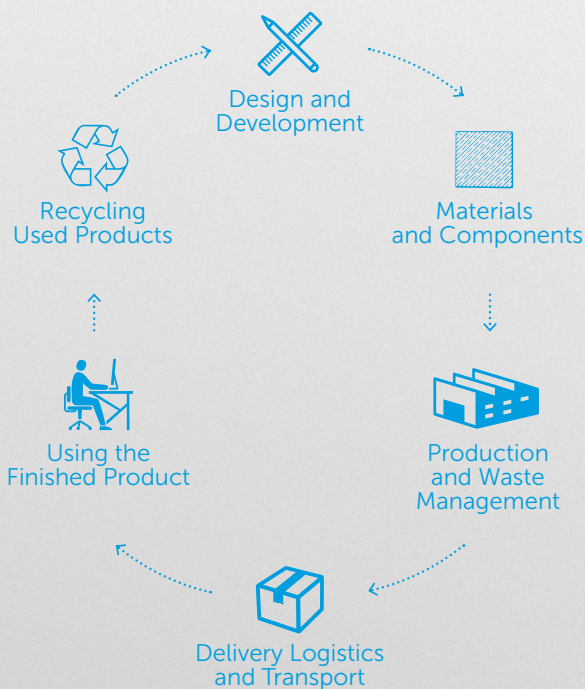 Design and
Development
Materials
and Components
Production
and Waste
Management
Delivery Logistics
and Transport
Using the
Finished Product
Recycling
Used Products